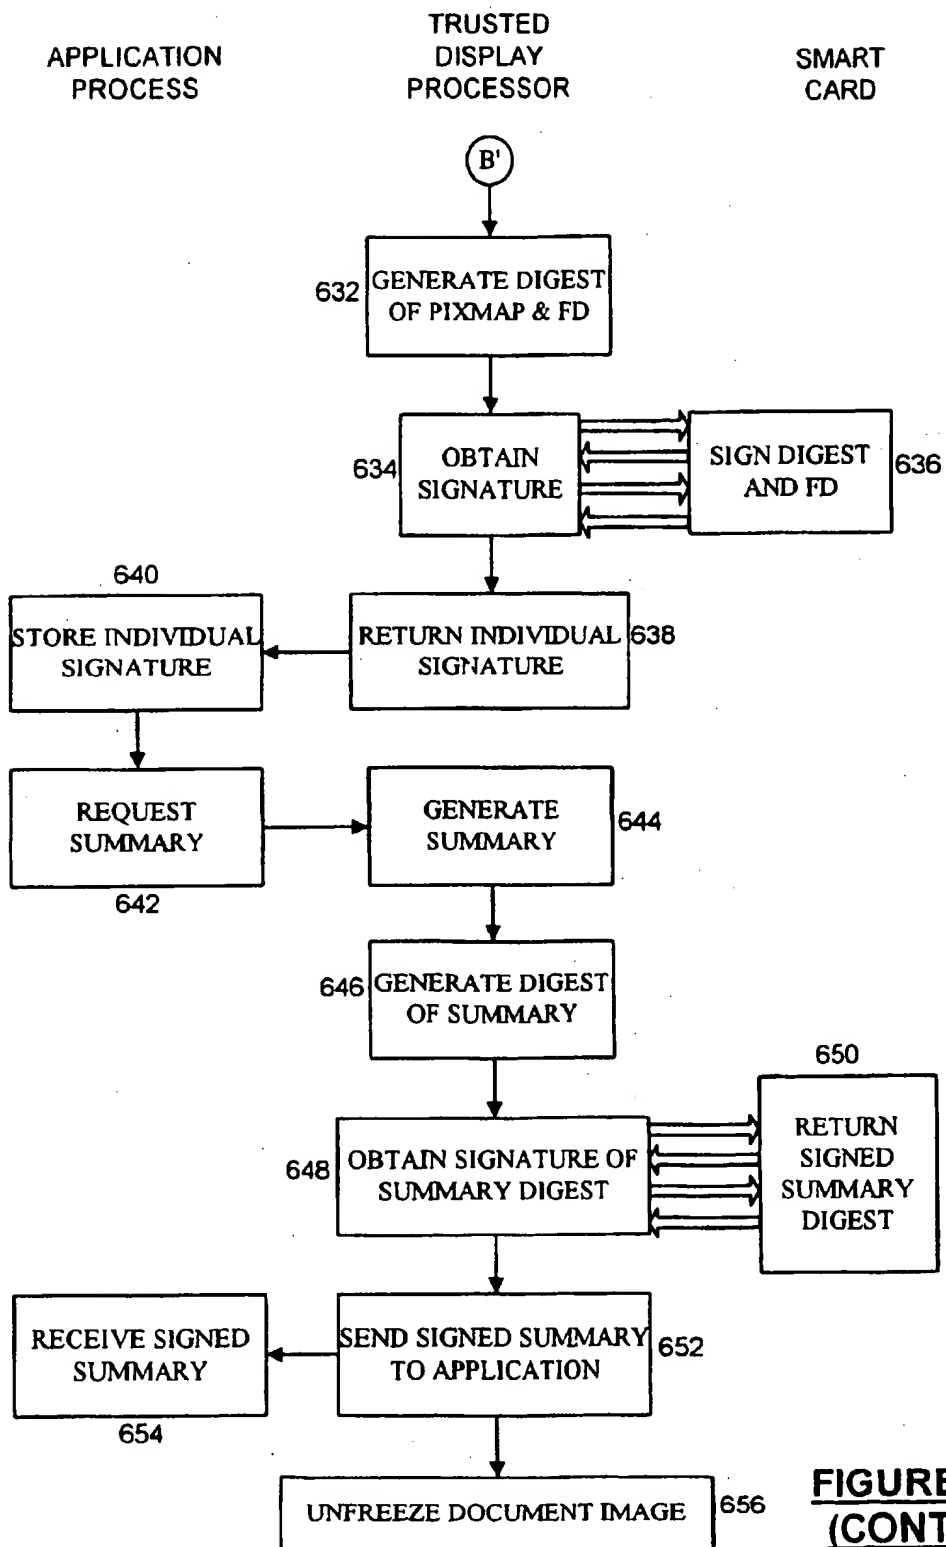 APPLICATION
PROCESS
TRUSTED
DISPLAY
PROCESSOR
SMART
CARD
B'
632
GENERATE DIGEST
OF PIXMAP & FD
634
OBTAIN
SIGNATURE
SIGN DIGEST
AND FD
636
640
STORE INDIVIDUAL
SIGNATURE
RETURN INDIVIDUAL
SIGNATURE
638
REQUEST
SUMMARY
642
GENERATE
SUMMARY
644
646
GENERATE DIGEST
OF SUMMARY
648
OBTAIN SIGNATURE OF
SUMMARY DIGEST
650
RETURN
SIGNED
SUMMARY
DIGEST
RECEIVE SIGNED
SUMMARY
654
SEND SIGNED SUMMARY
TO APPLICATION
652
UNFREEZE DOCUMENT IMAGE
656
FIGURE
(CONT